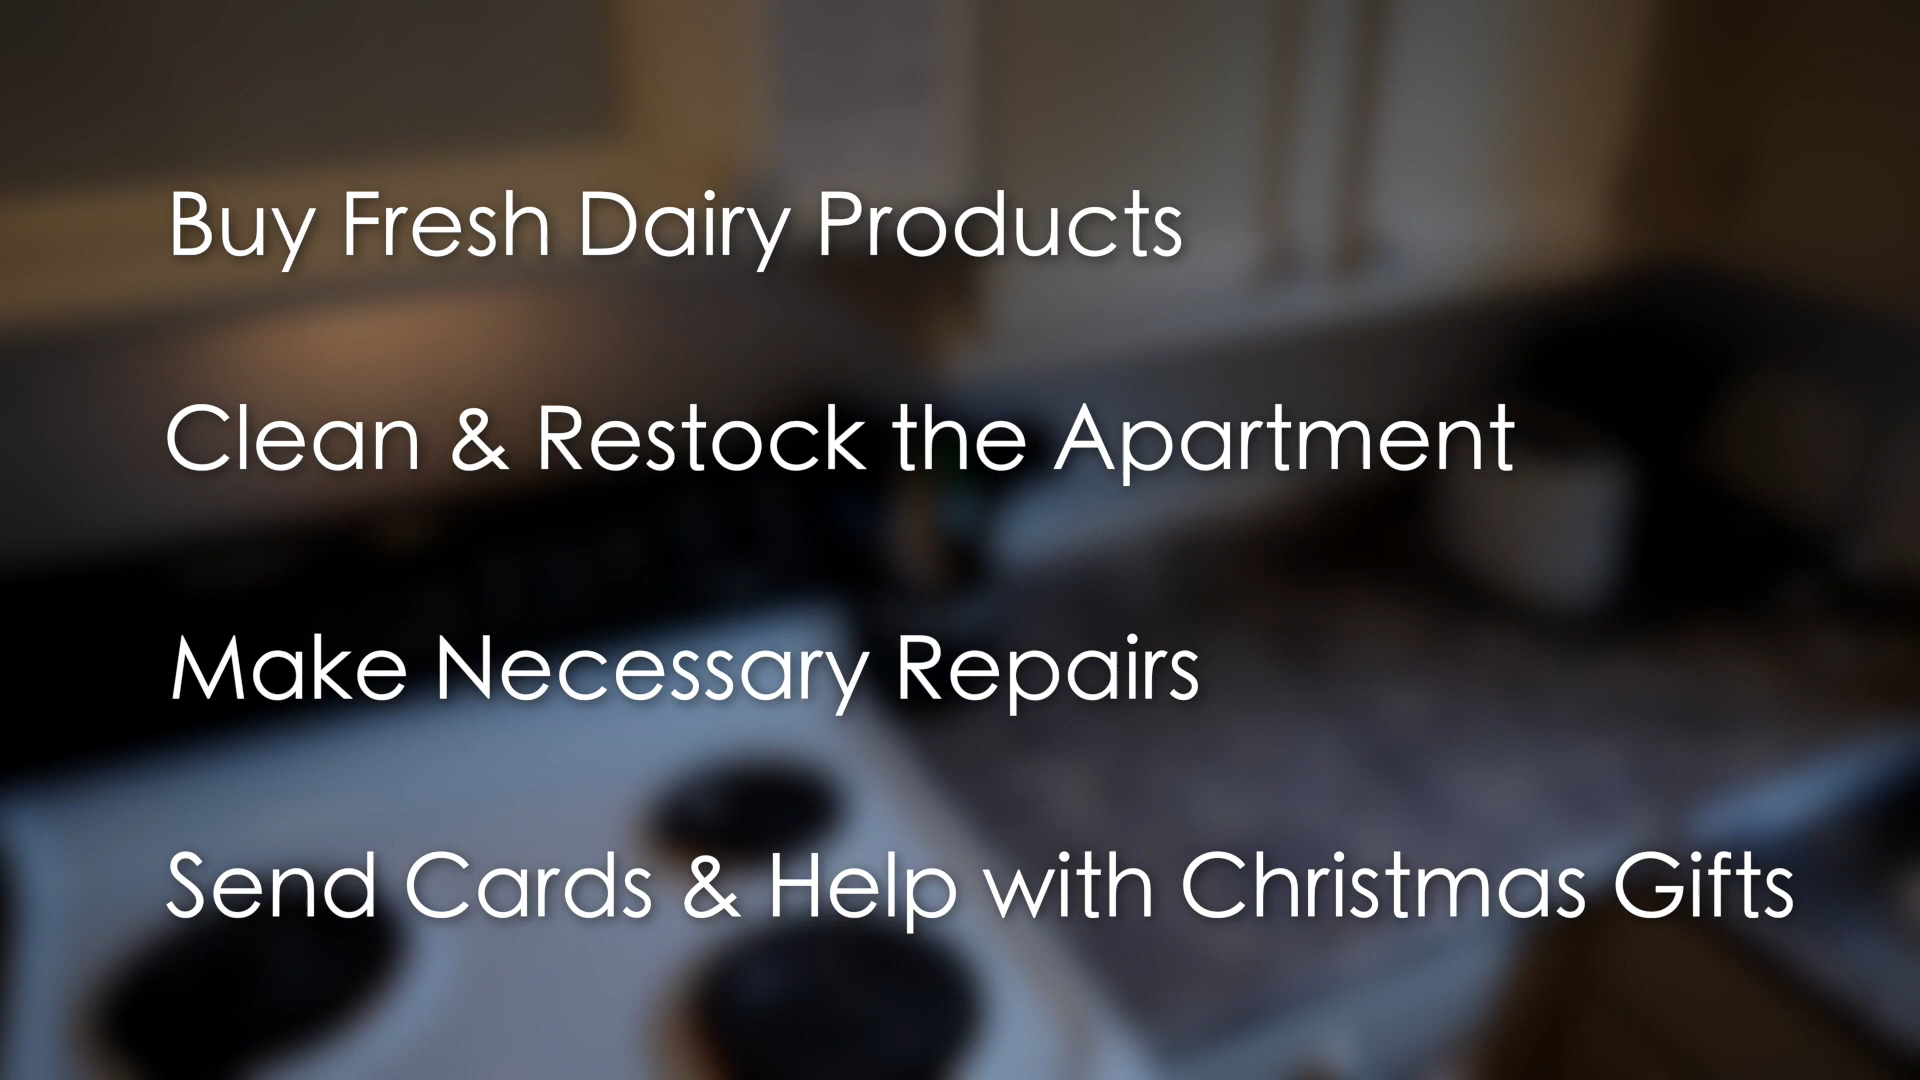 Buy Fresh Dairy Products
Clean & Restock the Apartment
Make Necessary Repairs
Send Cards & Help with Christmas Gifts